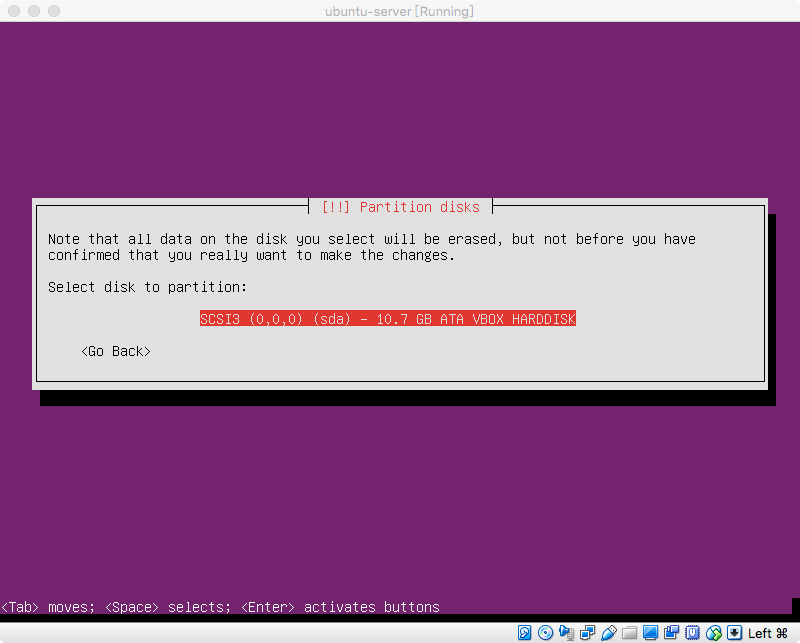 ubuntu-server [Running]
[!!] Partition disks
Note that all data on the disk you select will be erased, but not before you have
confirmed that you really want to make the changes.
Select disk to partition:
SCSI3 (0,0,0) (sda) - 10.7 GB ATA VBOX HARDDISK
<Go Back>
<Tab> moves; <Space> selects; <Enter> activates buttons
Left ⌘